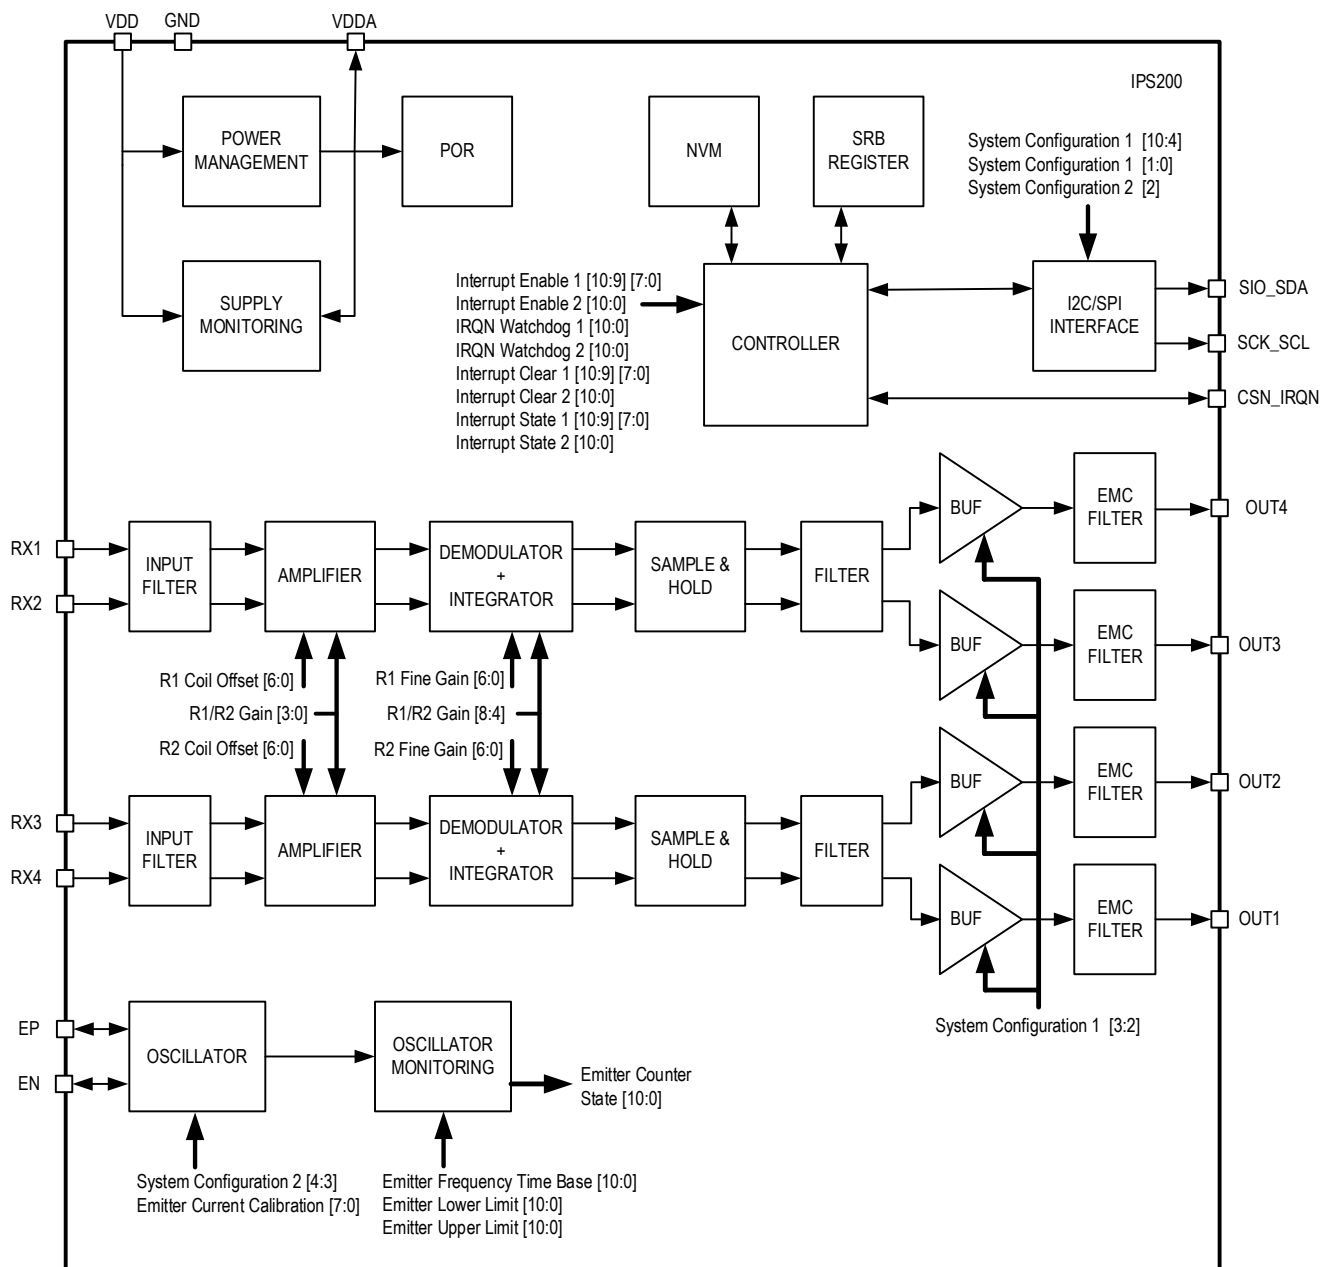 VDD
GND
VDDA
IPS200
POWER
MANAGEMENT
POR
NVM
SRB
REGISTER
System Configuration 1 [10:4]
System Configuration 1 [1:0]
System Configuration 2 [2]
SUPPLY
MONITORING
Interrupt Enable 1 [10:9] [7:0]
Interrupt Enable 2 [10:0]
IRQN Watchdog 1 [10:0]
IRQN Watchdog 2 [10:0]
Interrupt Clear 1 [10:9] [7:0]
Interrupt Clear 2 [10:0]
Interrupt State 1 [10:9] [7:0]
Interrupt State 2 [10:0]
CONTROLLER
I2C/SPI
INTERFACE
SIO_SDA
SCK_SCL
CSN_IRQN
RX1
RX2
INPUT
FILTER
AMPLIFIER
DEMODULATOR
+
INTEGRATOR
SAMPLE &
HOLD
FILTER
BUF
EMC
FILTER
OUT4
BUF
EMC
FILTER
OUT3
R1 Coil Offset [6:0]
R1/R2 Gain [3:0]
R2 Coil Offset [6:0]
R1 Fine Gain [6:0]
R1/R2 Gain [8:4]
R2 Fine Gain [6:0]
RX3
RX4
INPUT
FILTER
AMPLIFIER
DEMODULATOR
+
INTEGRATOR
SAMPLE &
HOLD
FILTER
BUF
EMC
FILTER
OUT2
BUF
EMC
FILTER
OUT1
System Configuration 1 [3:2]
EP
EN
OSCILLATOR
OSCILLATOR
MONITORING
Emitter Counter
State [10:0]
System Configuration 2 [4:3]
Emitter Current Calibration [7:0]
Emitter Frequency Time Base [10:0]
Emitter Lower Limit [10:0]
Emitter Upper Limit [10:0]